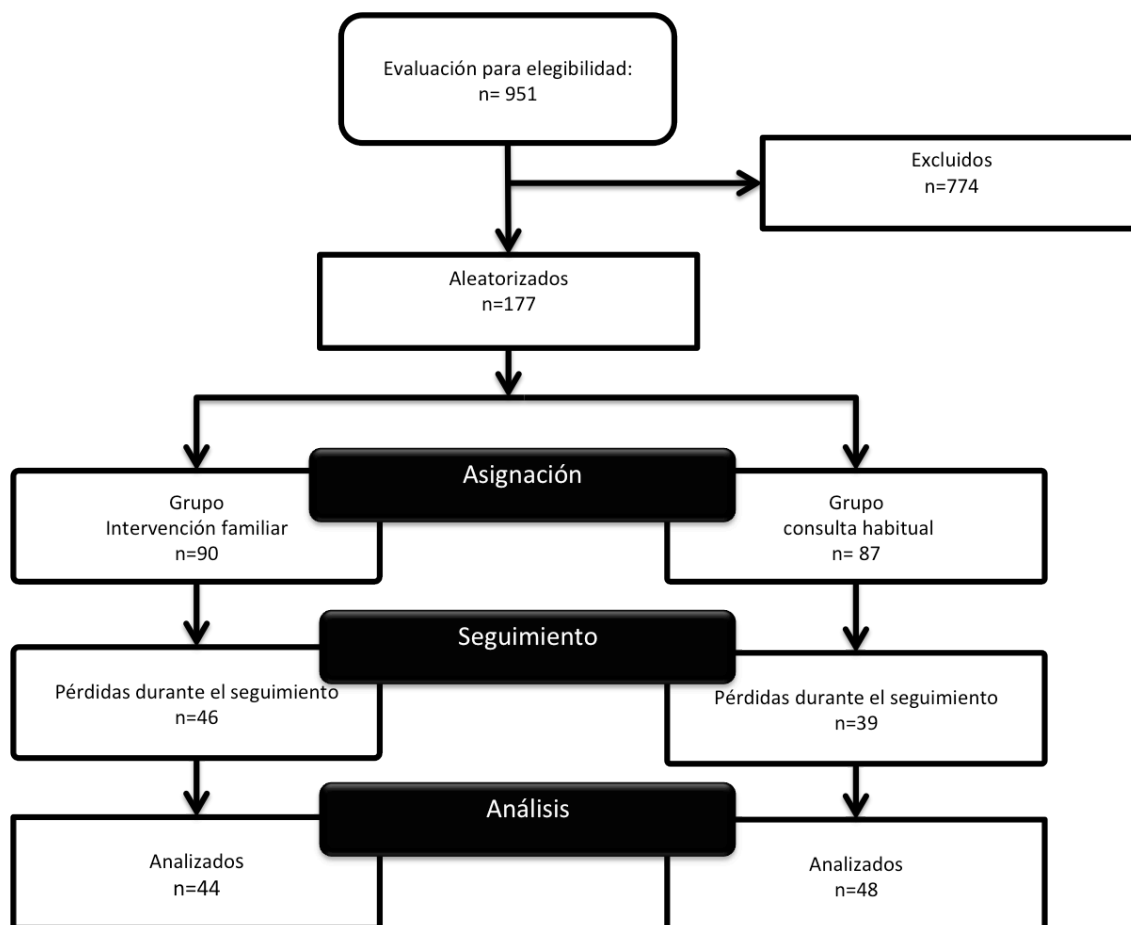 Evaluación para elegibilidad:
n= 951
Excluidos
n=774
Aleatorizados
n=177
Asignación
Grupo
Intervención familiar
n=90
Grupo
consulta habitual
n= 87
Seguimiento
Pérdidas durante el seguimiento
n=46
Pérdidas durante el seguimiento
n=39
Análisis
Analizados
n=44
Analizados
n=48